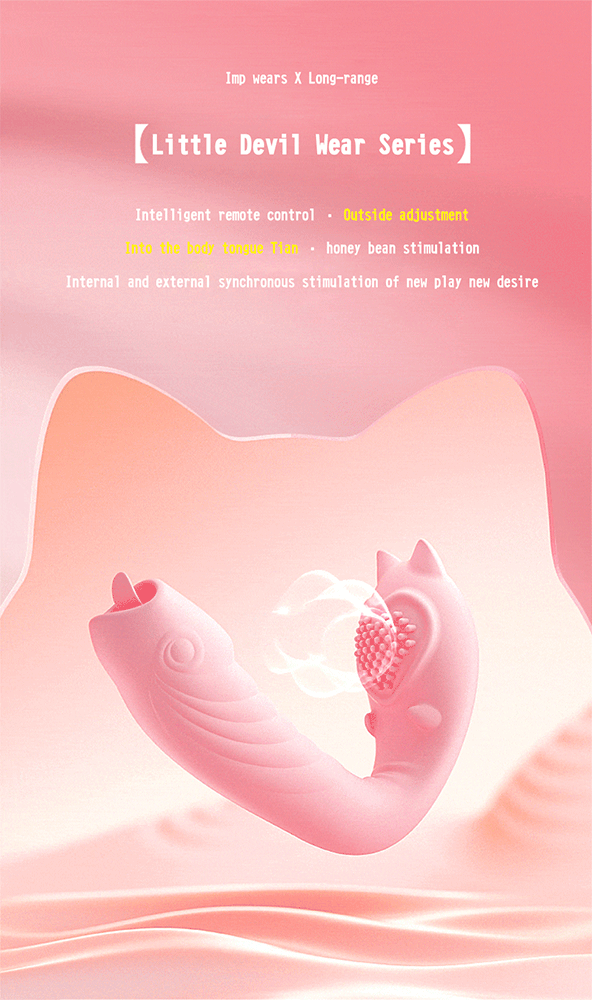 Imp wears X Long-range
【Little Devil Wear Series】
Intelligent remote control · Outside adjustment
Into the body tongue Tian · honey bean stimulation
Internal and external synchronous stimulation of new play new desire